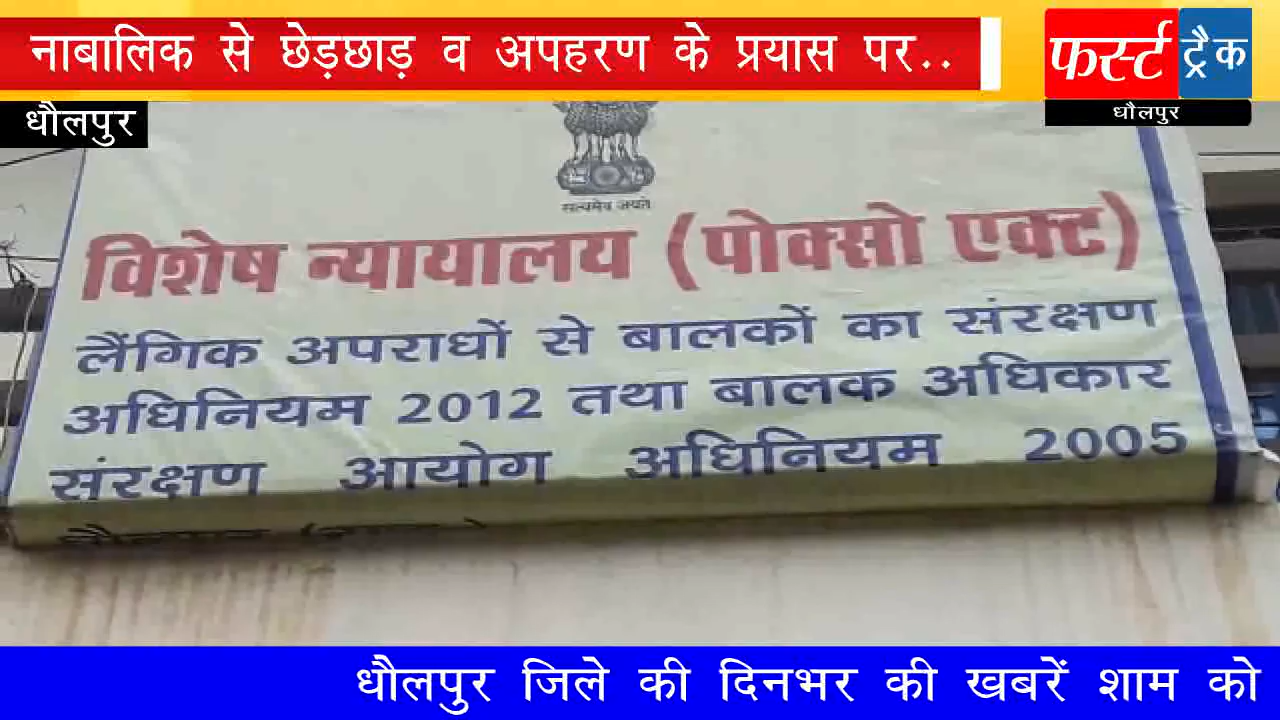 नाबालिक से छेड़छाड़ व अपहरण के प्रयास पर..
फर्स्ट ट्रैक
धौलपुर
धौलपुर
सत्यमेव जयते
विशेष न्यायालय (पोक्सो एक्ट)
लैंगिक अपराधों से बालकों का संरक्षण
अधिनियम 2012 तथा बालक अधिकार
संरक्षण आयोग अधिनियम 2005
धौलपुर जिले की दिनभर की खबरें शाम को